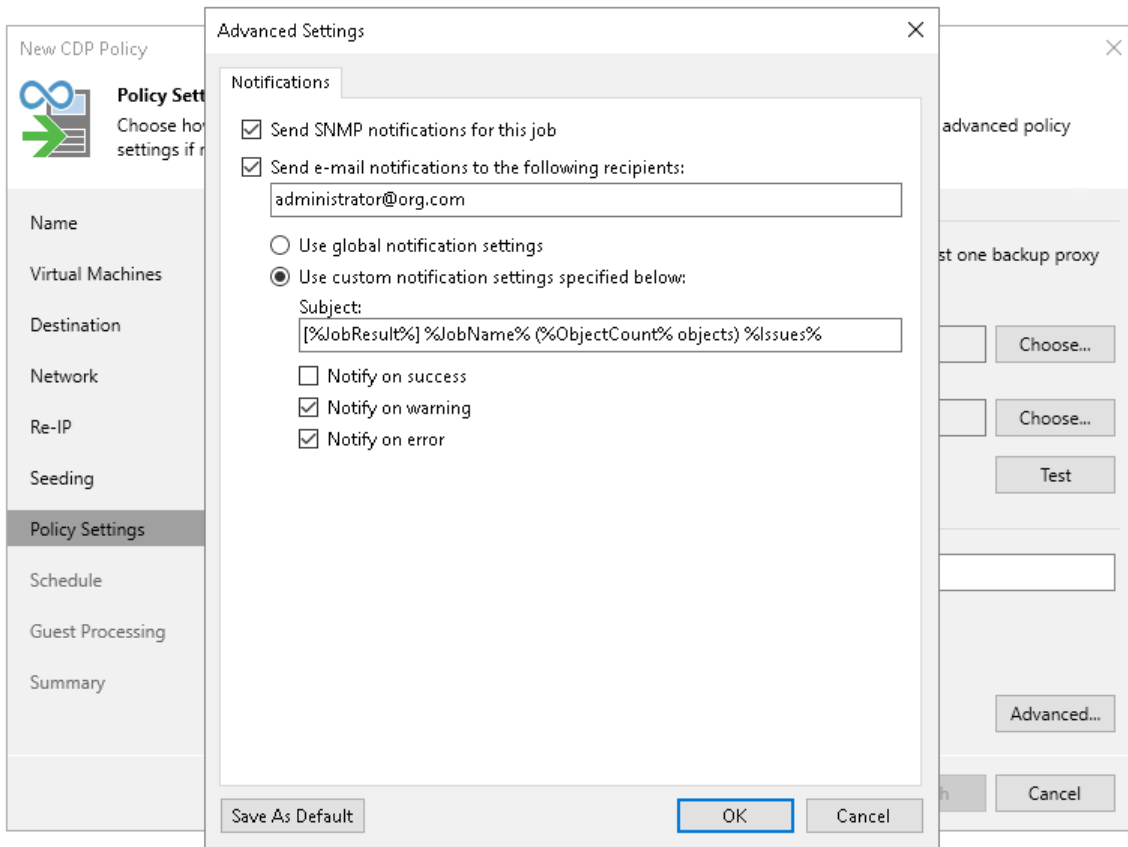 New CDP Policy
Policy Sett
Choose ho
settings if
advanced policy
Name
Virtual Machines
Destination
Network
Re-IP
Seeding
Policy Settings
Schedule
Guest Processing
Summary
Advanced Settings
Notifications
Send SNMP notifications for this job
Send e-mail notifications to the following recipients:
administrator@org.com
Use global notification settings
Use custom notification settings specified below:
Subject:
[%JobResult%] %JobName% (%ObjectCount% objects) %Issues%
Notify on success
Notify on warning
Notify on error
Save As Default
OK
Cancel
st one backup proxy
Choose...
Choose...
Test
Advanced...
h
Cancel